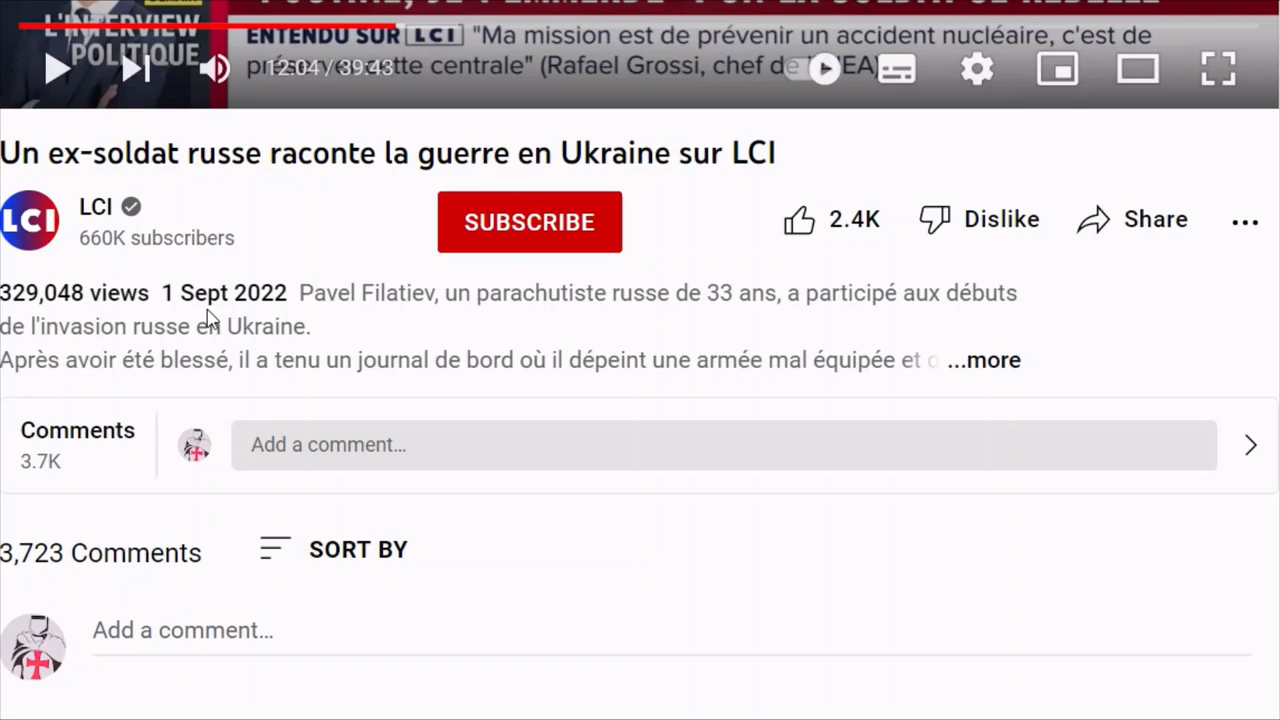 L'INTERVIEW
POLITIQUE
ENTENDU SUR LCI "Ma mission est de prévenir un accident nucléaire, c'est de
centrale" (Rafael Grossi, chef de
12:04 / 39:43
Un ex-soldat russe raconte la guerre en Ukraine sur LCI
LCI
LCI
660K subscribers
SUBSCRIBE
2.4K
Dislike
Share
329,048 views 1 Sept 2022 Pavel Filatiev, un parachutiste russe de 33 ans, a participé aux débuts
de l'invasion russe en Ukraine.
Après avoir été blessé, il a tenu un journal de bord où il dépeint une armée mal équipée et ...more
Comments
3.7K
Add a comment...
3,723 Comments
SORT BY
Add a comment...